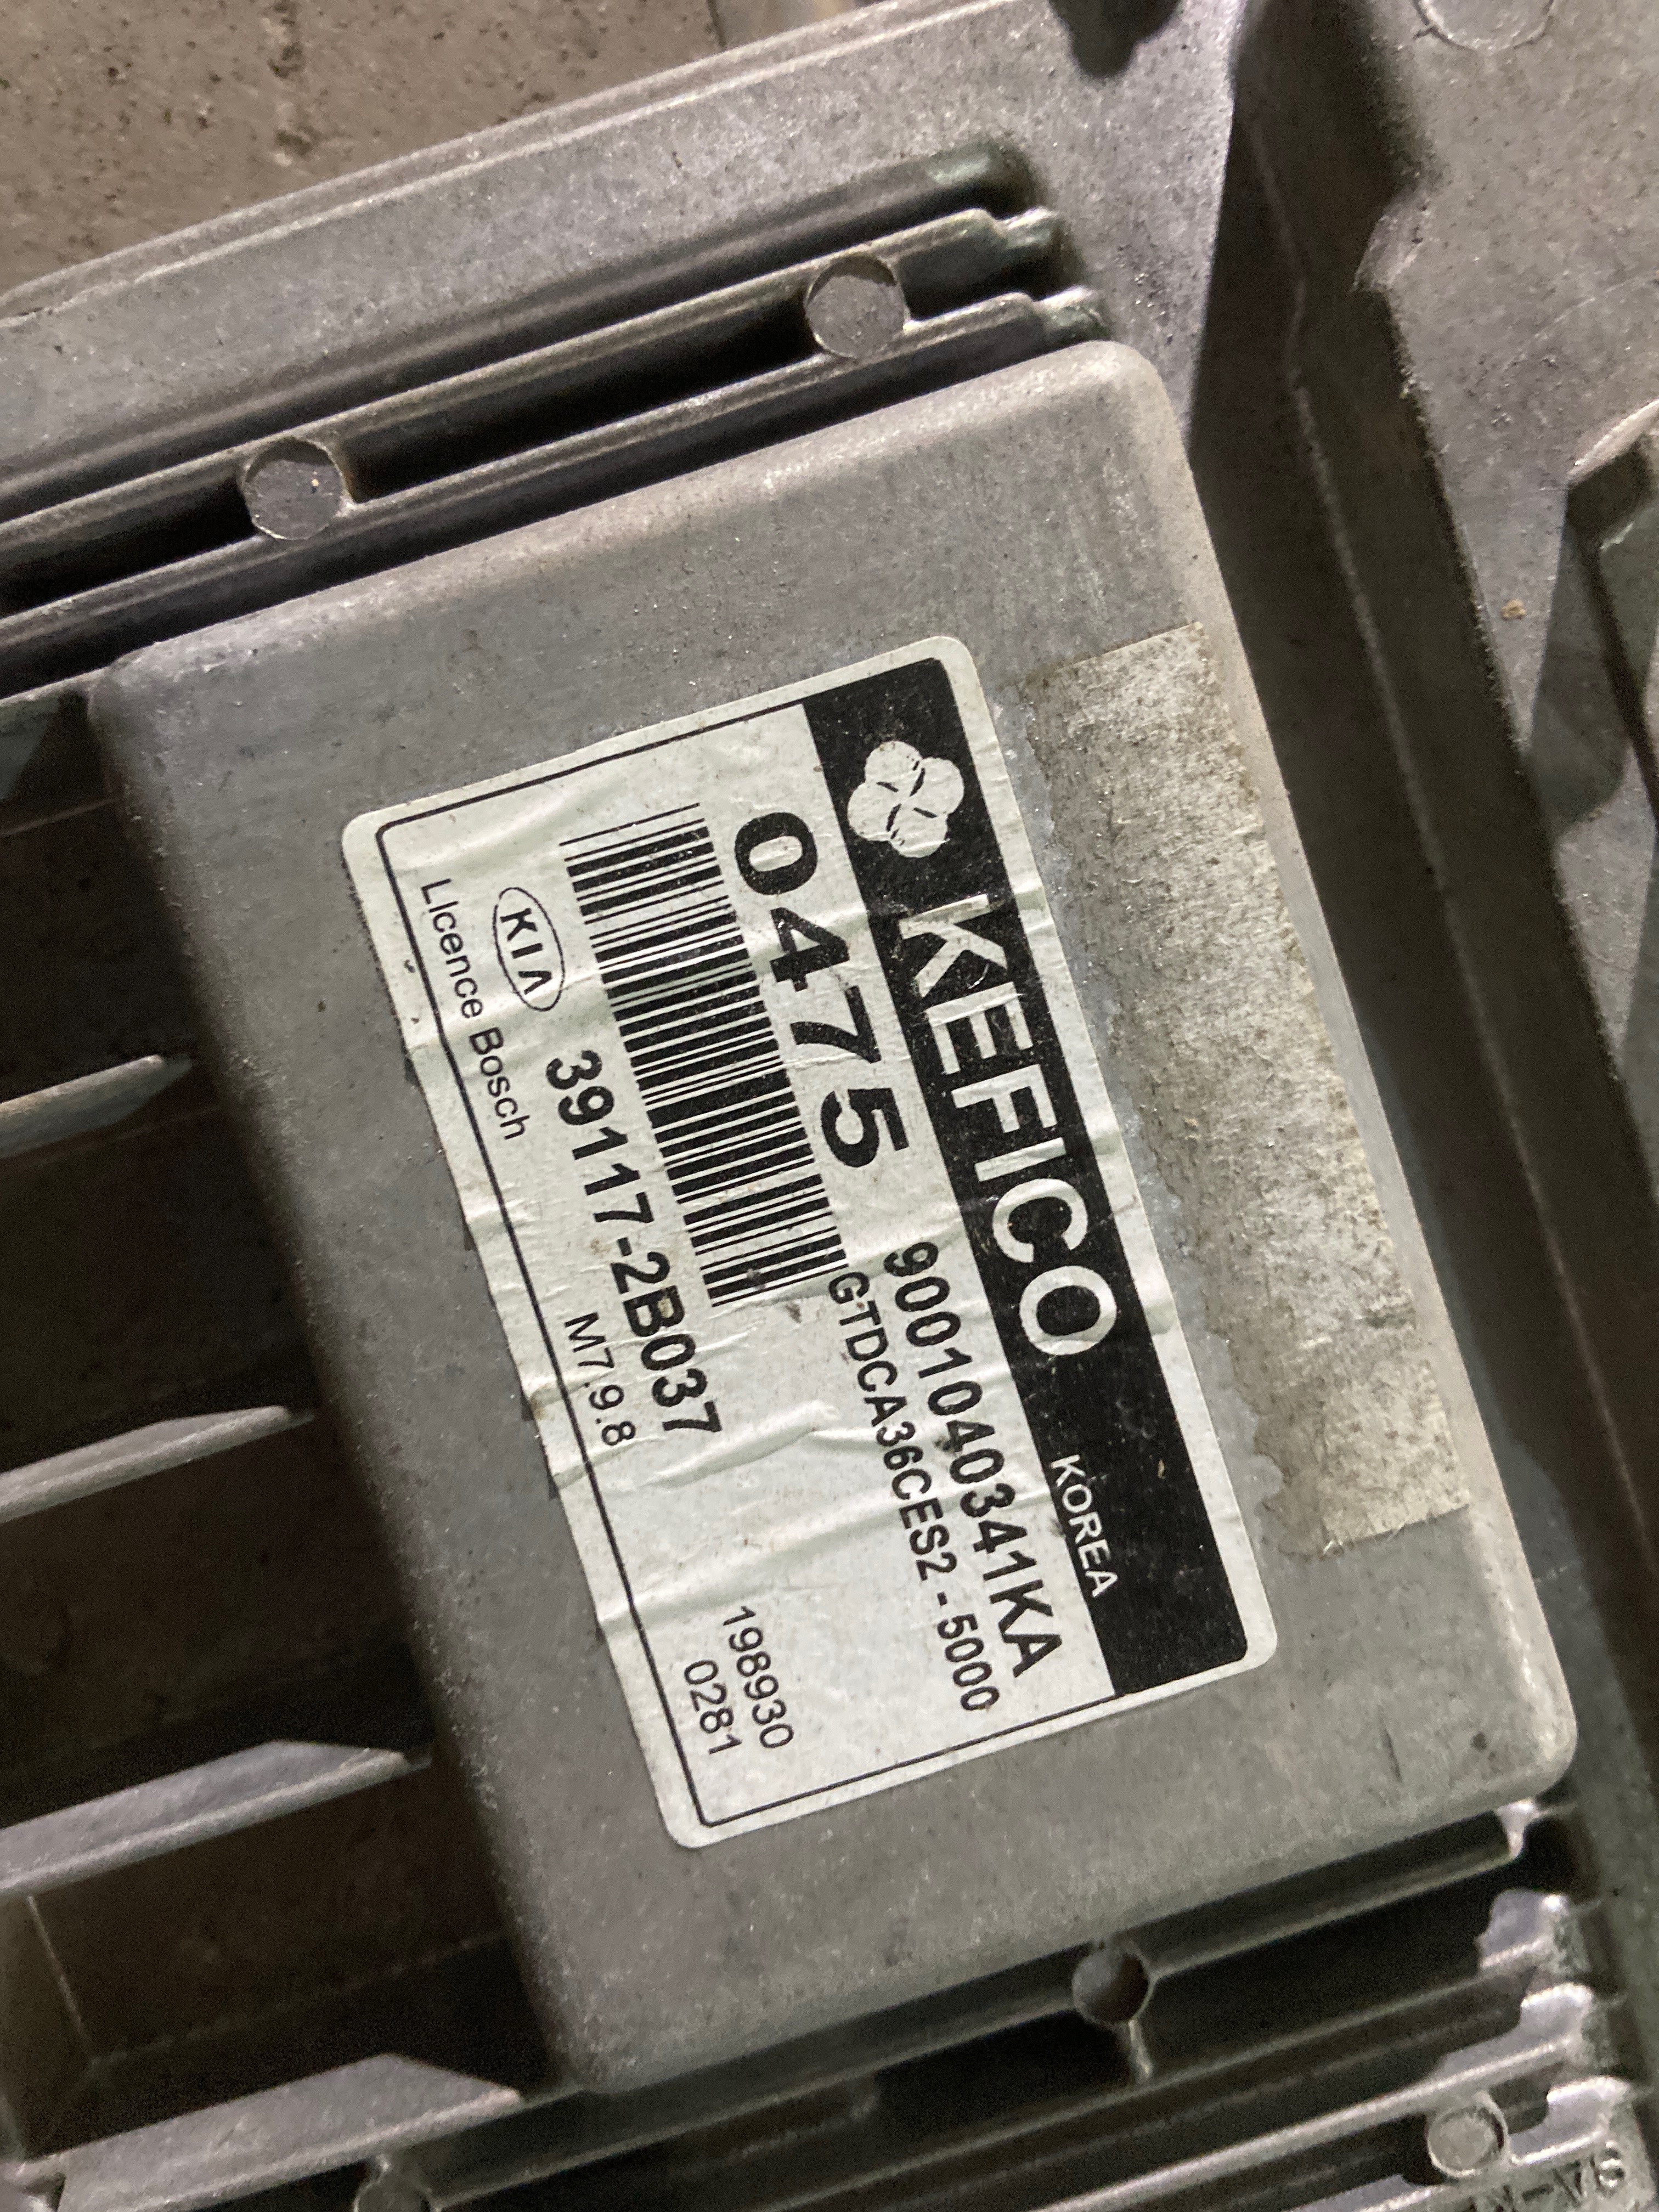 KEFICO KOREA
0475
9001040341KA
GTDCA36CES2-5000
KIA 39117-2B037
198930
0281
Licence Bosch M7.9.8